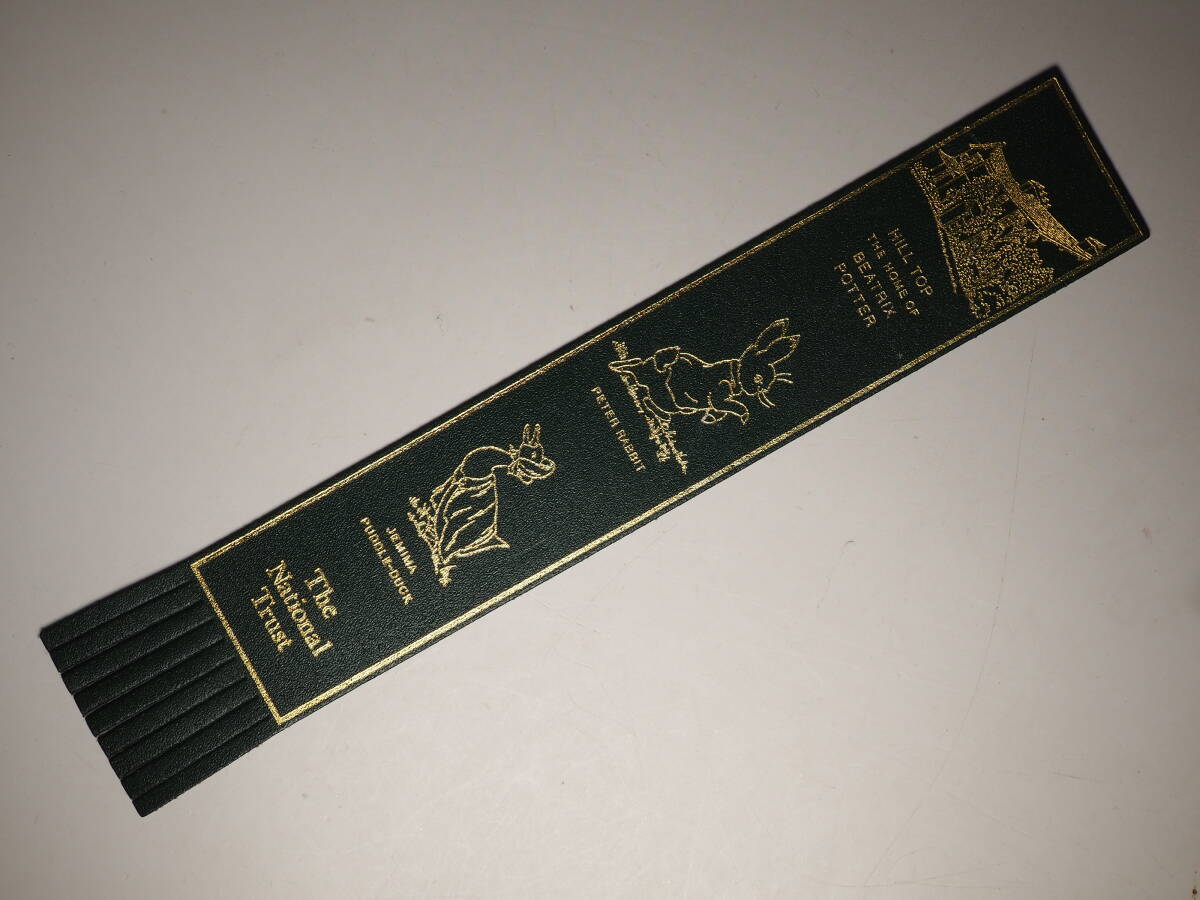 HILL TOP
THE HOME OF
BEATRIX
POTTER
PETER RABBIT
JEMIMA
PUDDLE-DUCK
The
National
Trust